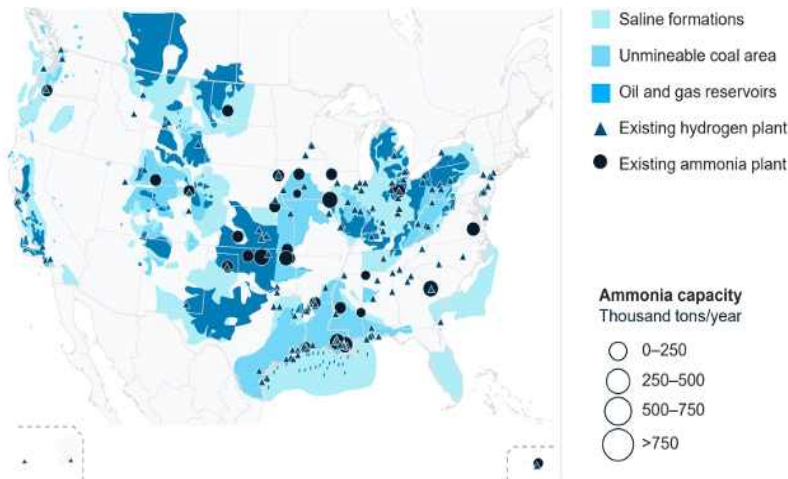 Saline formations
Unmineable coal area
Oil and gas reservoirs
Existing hydrogen plant
Existing ammonia plant
Ammonia capacity
Thousand tons/year
0–250
250–500
500–750
>750